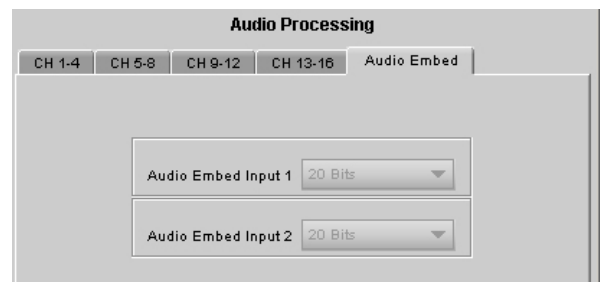 Audio Processing
CH 1-4 CH 5-8 CH 9-12 CH 13-16 Audio Embed
Audio Embed Input 1 20 Bits
Audio Embed Input 2 20 Bits